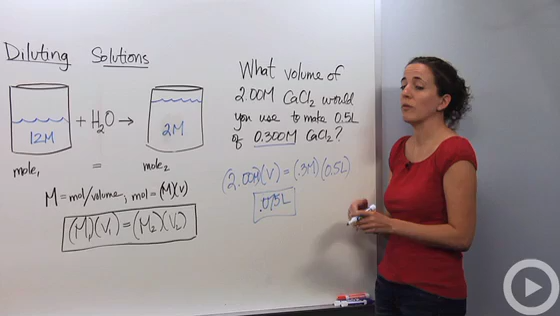 Diluting Solutions
12M + H₂O → 2M
mole₁ = mole₂
M = mol/volume, mol = (M)(V)
(M₁)(V₁) = (M₂)(V₂)
What volume of
2.00M CaCl₂ would
you use to make 0.5L
of 0.300M CaCl₂?
(2.00M)(V) = (.3M)(0.5L)
.075L